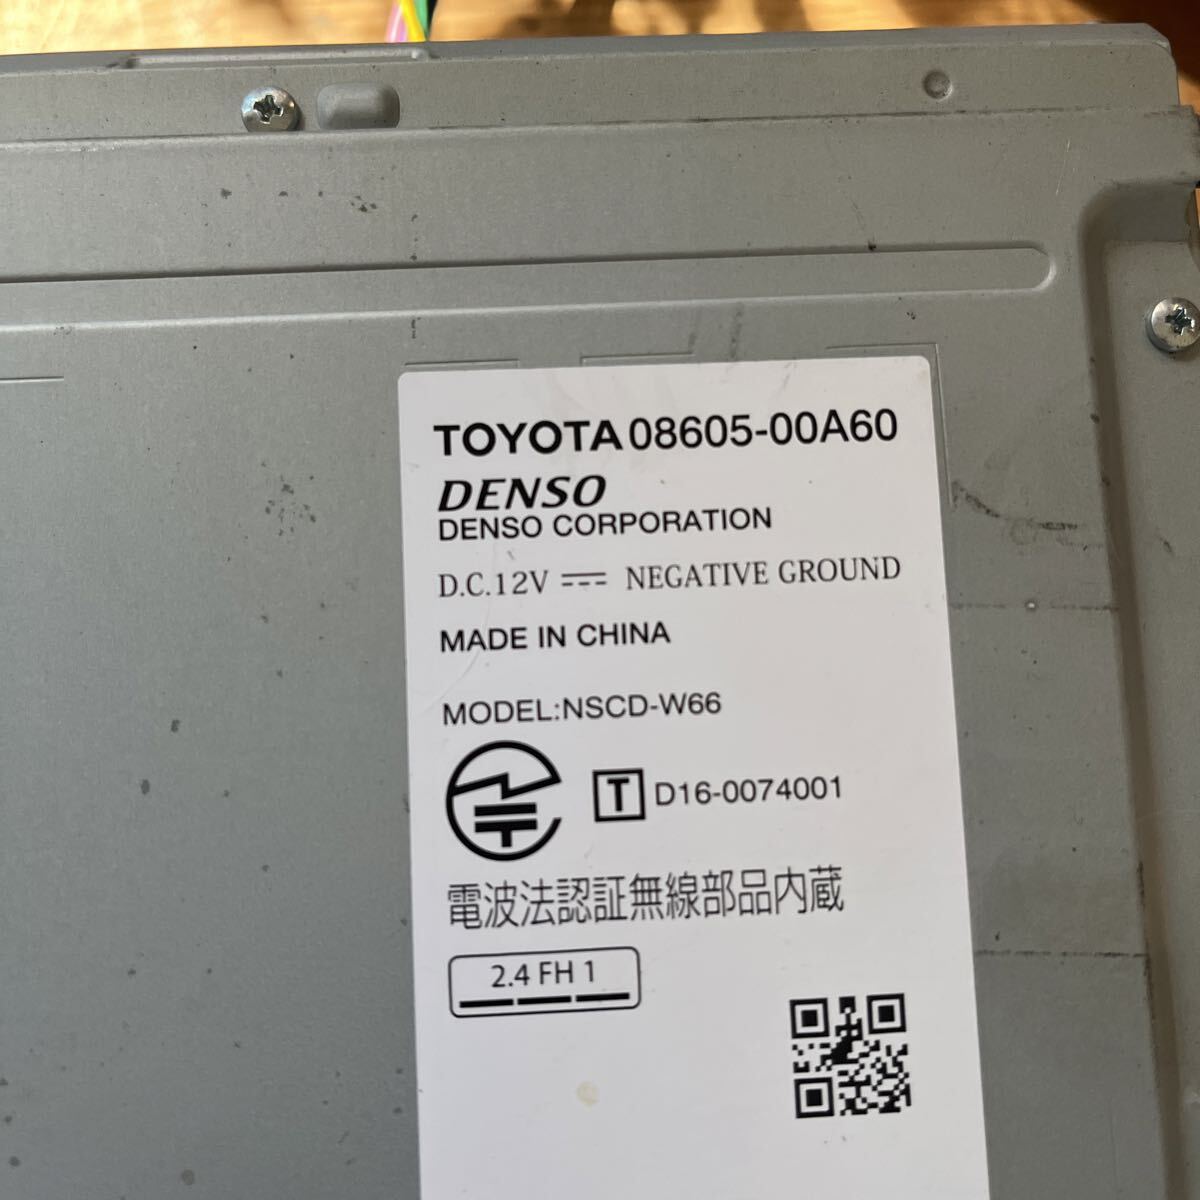 TOYOTA 08605-00A60
DENSO
DENSO CORPORATION
D.C.12V NEGATIVE GROUND
MADE IN CHINA
MODEL:NSCD-W66
T D16-0074001
電波法認証無線部品内蔵
2.4 FH 1